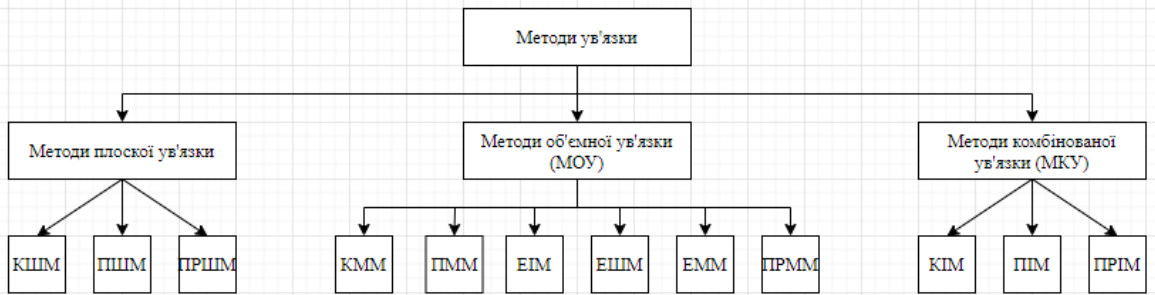 Методи ув'язки
Методи плоскої ув'язки
Методи об'ємної ув'язки
(МОУ)
Методи комбінованої
ув'язки (МКУ)
КШМ
ПШМ
ПРШМ
КММ
ПММ
ЕІМ
ЕШМ
ЕММ
ПРММ
КІМ
ПІМ
ПРІМ